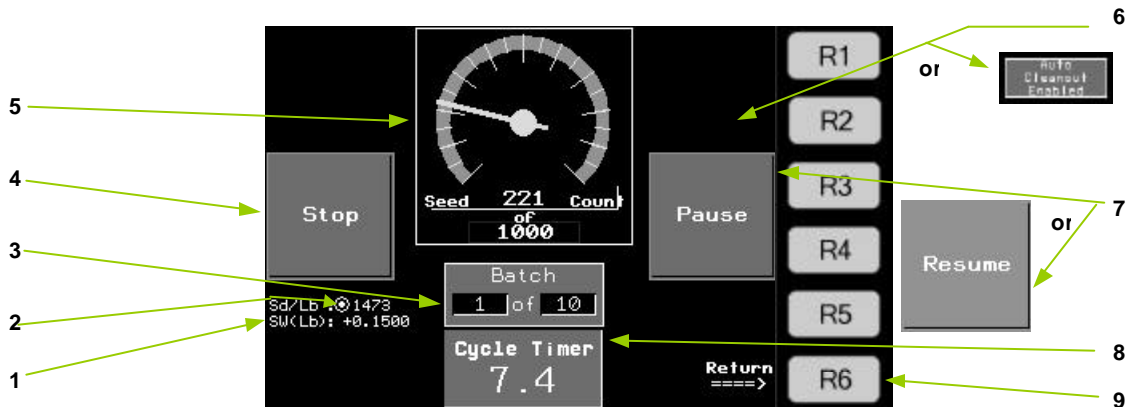 6
R1
or
Auto
Cleanout
Enabled
5
R2
4
Stop
Seed 221 Count
of
1000
Pause
R3
7
or
3
R4
Resume
Batch
1 of 10
2
Sd/Lb : 1473
SW(Lb): +0.1500
R5
1
Cycle Timer
7.4
8
Return
====>
R6
9